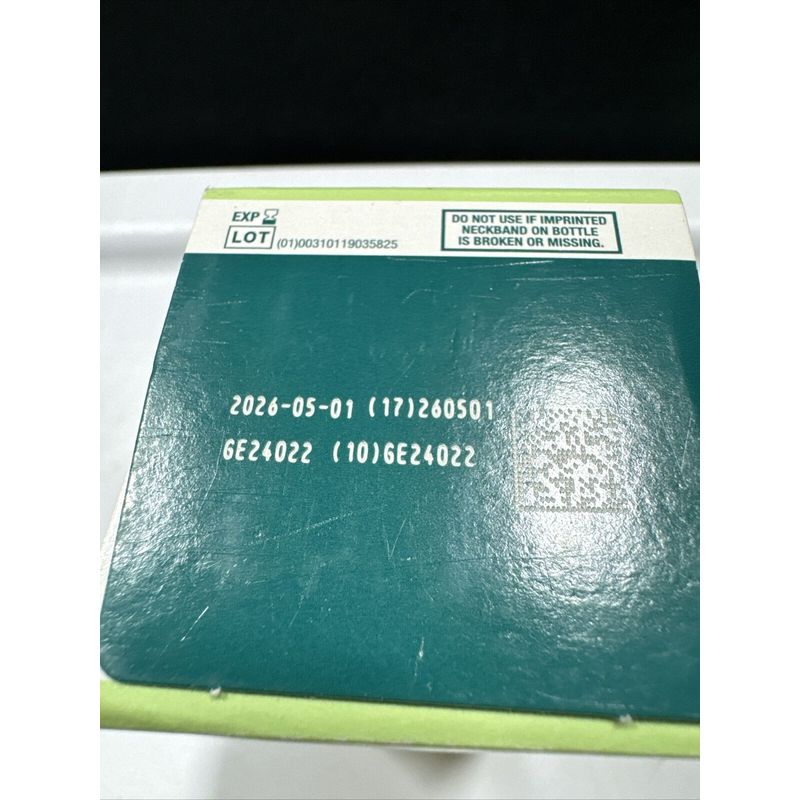 EXP
LOT (01)00310119035825
DO NOT USE IF IMPRINTED
NECKBAND ON BOTTLE
IS BROKEN OR MISSING.
2026-05-01 (17)260501
GE24022 (10)GE24022